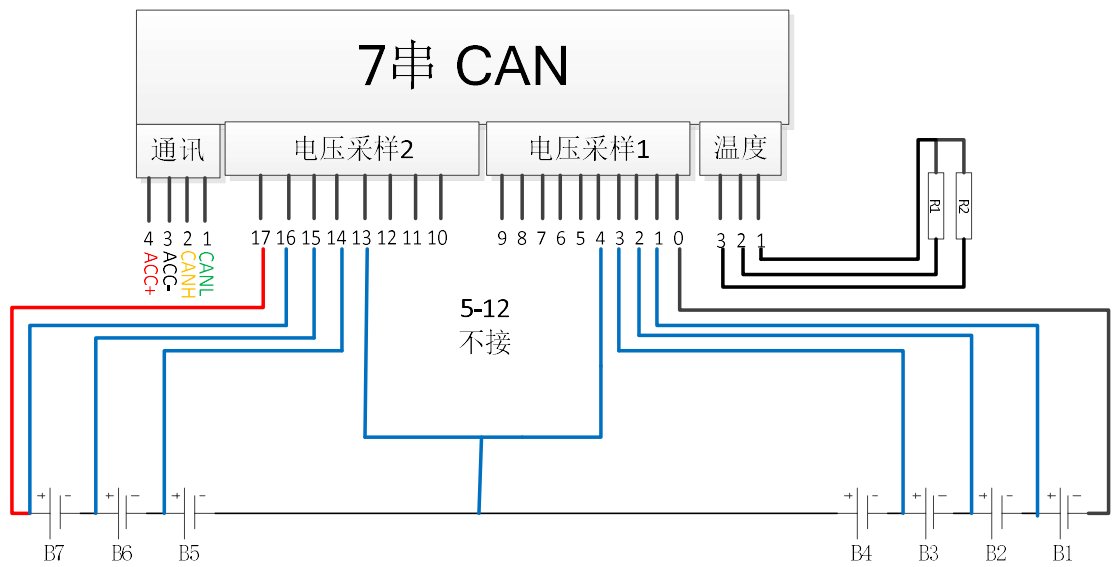 7串 CAN
通讯 电压采样2 电压采样1 温度
4 3 2 1 17 16 15 14 13 12 11 10 9 8 7 6 5 4 3 2 1 0 3 2 1
ACC+ ACC- CANH CANL
R1 R2
5-12
不接
+ - + - + - + - + - + - + -
B7 B6 B5 B4 B3 B2 B1